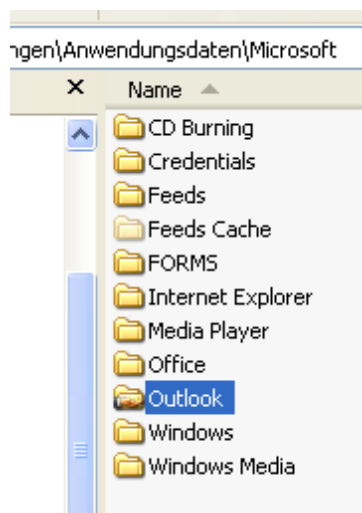 ngen\Anwendungsdaten\Microsoft
Name
CD Burning
Credentials
Feeds
Feeds Cache
FORMS
Internet Explorer
Media Player
Office
Outlook
Windows
Windows Media